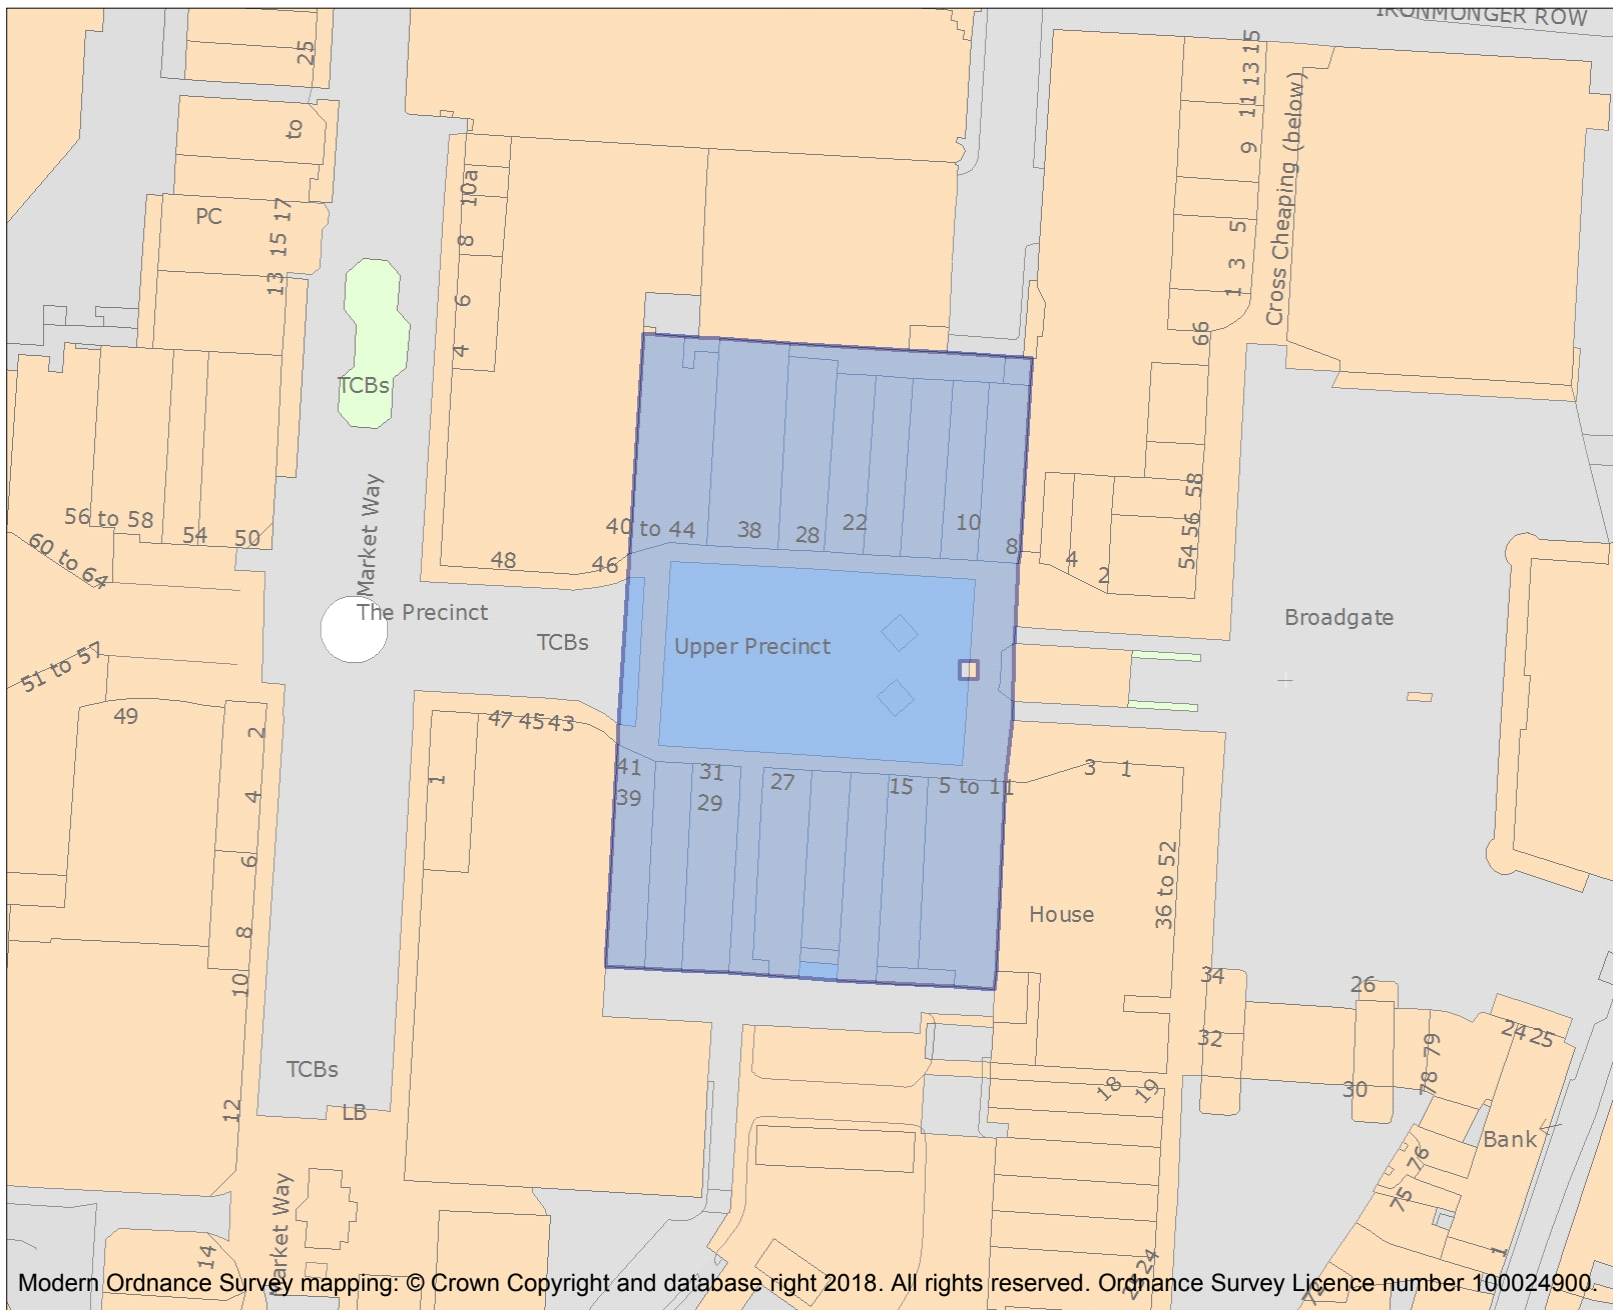 IRONMONGER ROW
25
to
17
15
13
PC
10a
8
6
4
TCBs
Market Way
15
13
11
9
5
3
1
Cross Cheaping (below)
66
58
56
54
56 to 58
54
50
60 to 64
48
46
40 to 44
38
28
22
10
8
4
2
The Precinct
TCBs
Upper Precinct
Broadgate
51 to 57
49
2
4
6
8
10
12
47
45
43
1
41
39
31
29
27
15
5 to 11
3
1
36 to 52
House
34
32
26
30
79
78
24
25
18
19
Bank
76
75
1
TCBs
LB
Market Way
14
24
Modern Ordnance Survey mapping: © Crown Copyright and database right 2018. All rights reserved. Ordnance Survey Licence number 100024900.